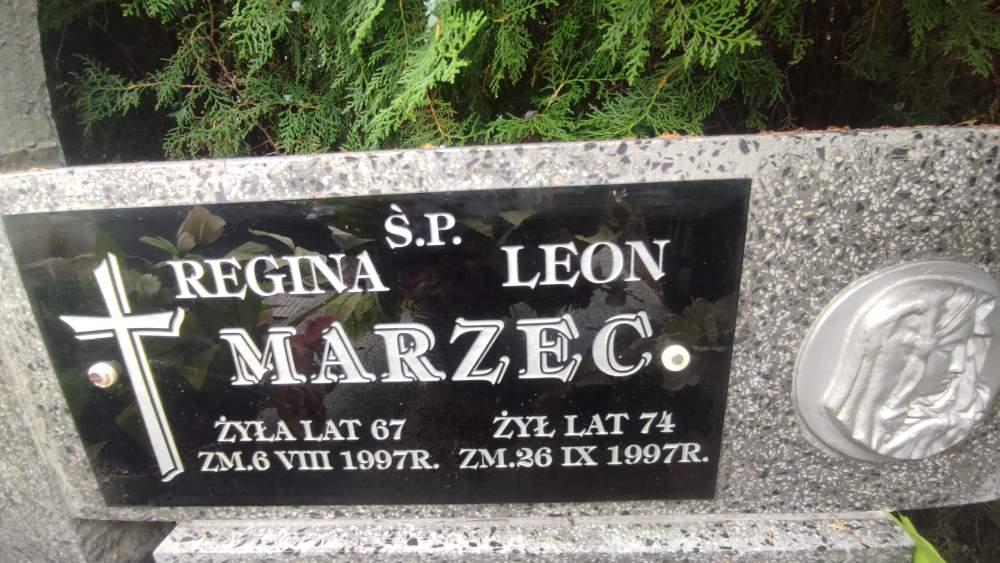 Ś.P.
REGINA LEON
MARZEC
ŻYŁA LAT 67 ŻYŁ LAT 74
ZM.6 VIII 1997R. ZM.26 IX 1997R.